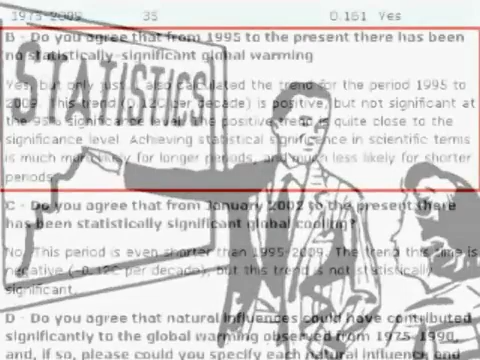 1975-2009 35 0.161 Yes
B - Do you agree that from 1995 to the present there has been
no statistically-significant global warming
STATISTICS
Yes, but only just. I also calculated the trend for the period 1995 to
2009. This trend (0.12C per decade) is positive, but not significant at
the 95% significance level. The positive trend is quite close to the
significance level. Achieving statistical significance in scientific terms
is much more likely for longer periods, and much less likely for shorter
periods.
C - Do you agree that from January 2002 to the present there
has been statistically significant global cooling?
No. This period is even shorter than 1995-2009. The trend this time is
negative (-0.12C per decade), but this trend is not statistically
significant.
D - Do you agree that natural influences could have contributed
significantly to the global warming observed from 1975-1990,
and, if so, please could you specify each natural influence and